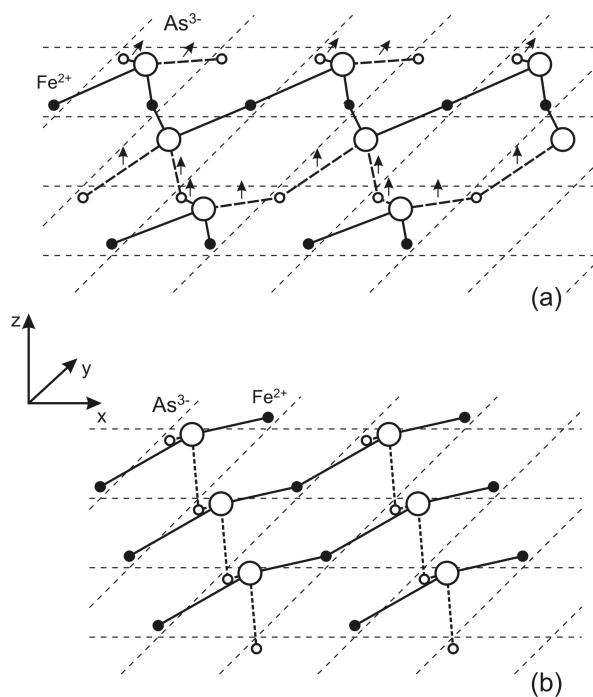 As³⁻
Fe²⁺
(a)
z
y
x
As³⁻
Fe²⁺
(b)